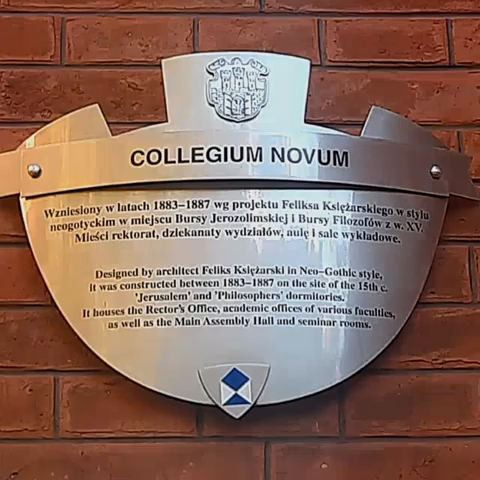 COLLEGIUM NOVUM
Wzniesiony w latach 1883–1887 wg projektu Feliksa Księżarskiego w stylu
neogotyckim w miejscu Bursy Jerozolimskiej i Bursy Filozofów z w. XV.
Mieści rektorat, dziekanaty wydziałów, aulę i sale wykładowe.
Designed by architect Feliks Księżarski in Neo–Gothic style,
it was constructed between 1883–1887 on the site of the 15th c.
'Jerusalem' and 'Philosophers' dormitories.
It houses the Rector's Office, academic offices of various faculties,
as well as the Main Assembly Hall and seminar rooms.